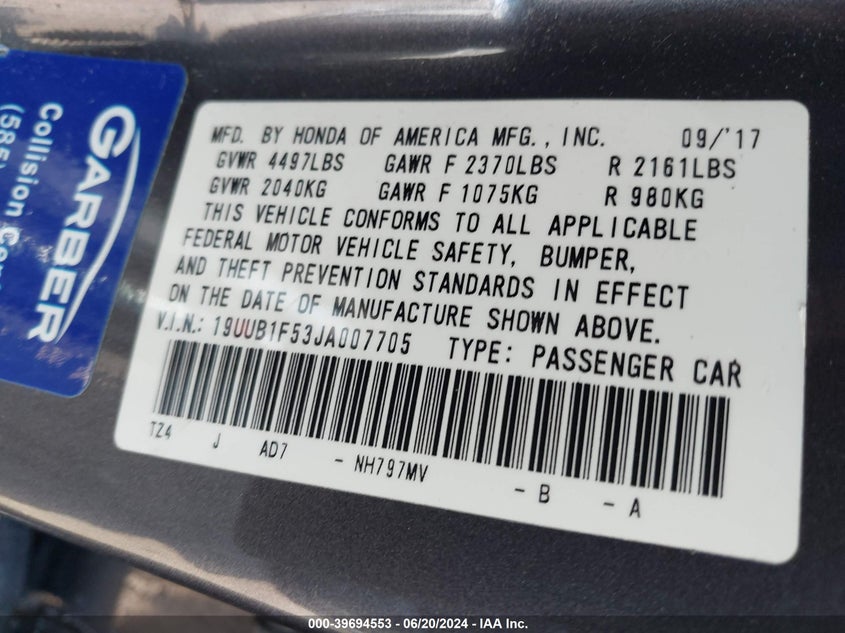 GARBER
Collision
(585)
MFD. BY HONDA OF AMERICA MFG., INC. 09/'17
GVWR 4497LBS GAWR F 2370LBS R 2161LBS
GVWR 2040KG GAWR F 1075KG R 980KG
THIS VEHICLE CONFORMS TO ALL APPLICABLE
FEDERAL MOTOR VEHICLE SAFETY, BUMPER,
AND THEFT PREVENTION STANDARDS IN EFFECT
ON THE DATE OF MANUFACTURE SHOWN ABOVE.
V.I.N.: 19UUB1F53JA007705 TYPE: PASSENGER CAR
TZ4 J AD7 - NH797MV - B - A
000-39694553 / 06/20/2024 - IAA Inc.